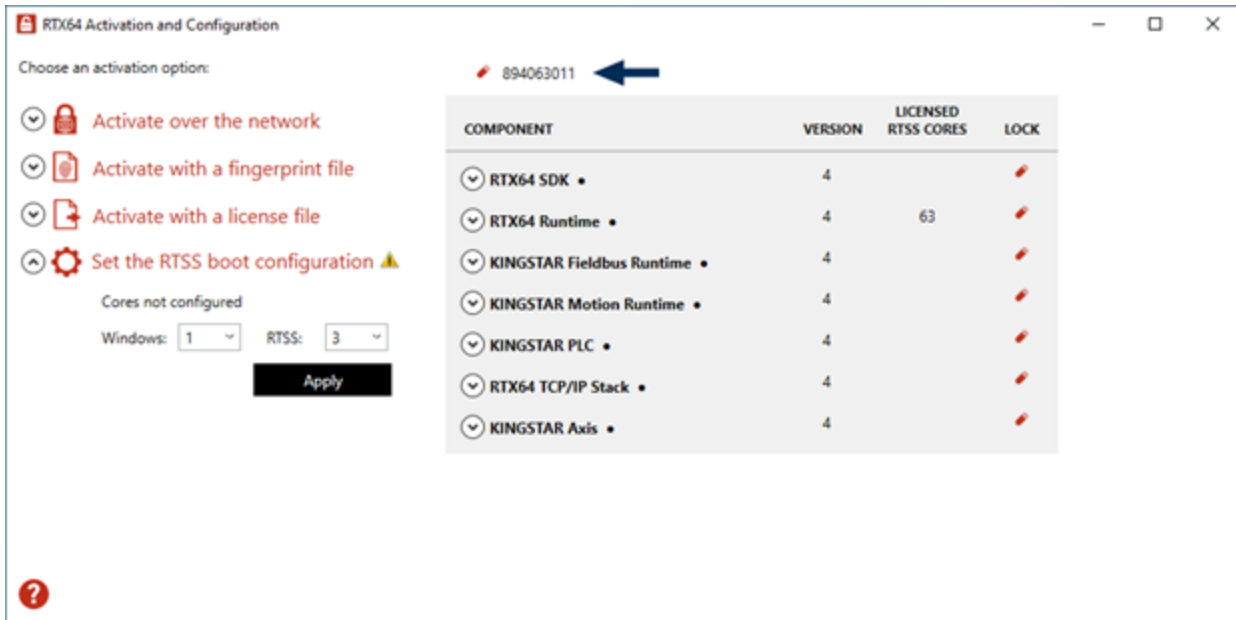 RTX64 Activation and Configuration
Choose an activation option:
Activate over the network
Activate with a fingerprint file
Activate with a license file
Set the RTSS boot configuration
Cores not configured
Windows: 1 RTSS: 3
Apply
894063011
COMPONENT VERSION LICENSED RTSS CORES LOCK
RTX64 SDK • 4
RTX64 Runtime • 4 63
KINGSTAR Fieldbus Runtime • 4
KINGSTAR Motion Runtime • 4
KINGSTAR PLC • 4
RTX64 TCP/IP Stack • 4
KINGSTAR Axis • 4
?